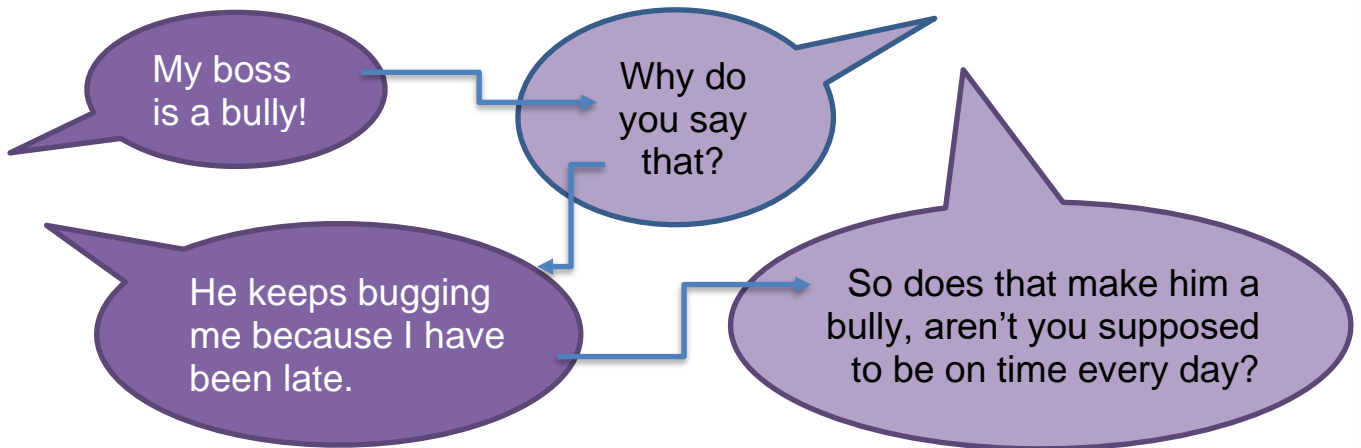 My boss
is a bully!
Why do
you say
that?
He keeps bugging
me because I have
been late.
So does that make him a
bully, aren’t you supposed
to be on time every day?